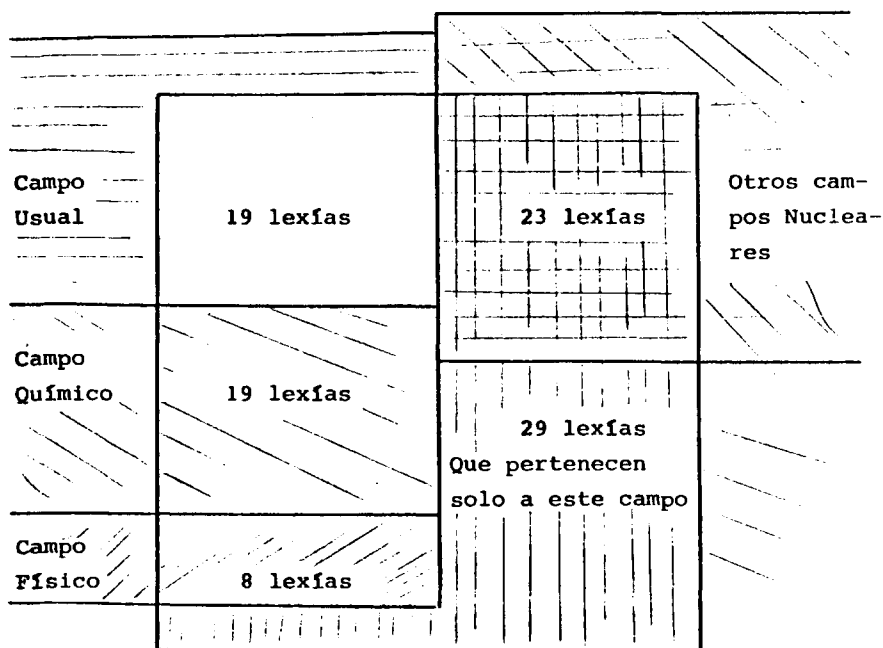 Campo
Usual
19 lexías
23 lexías
Otros cam-
pos Nuclea-
res
Campo
Químico
19 lexías
29 lexías
Que pertenecen
solo a este campo
Campo
Físico
8 lexías